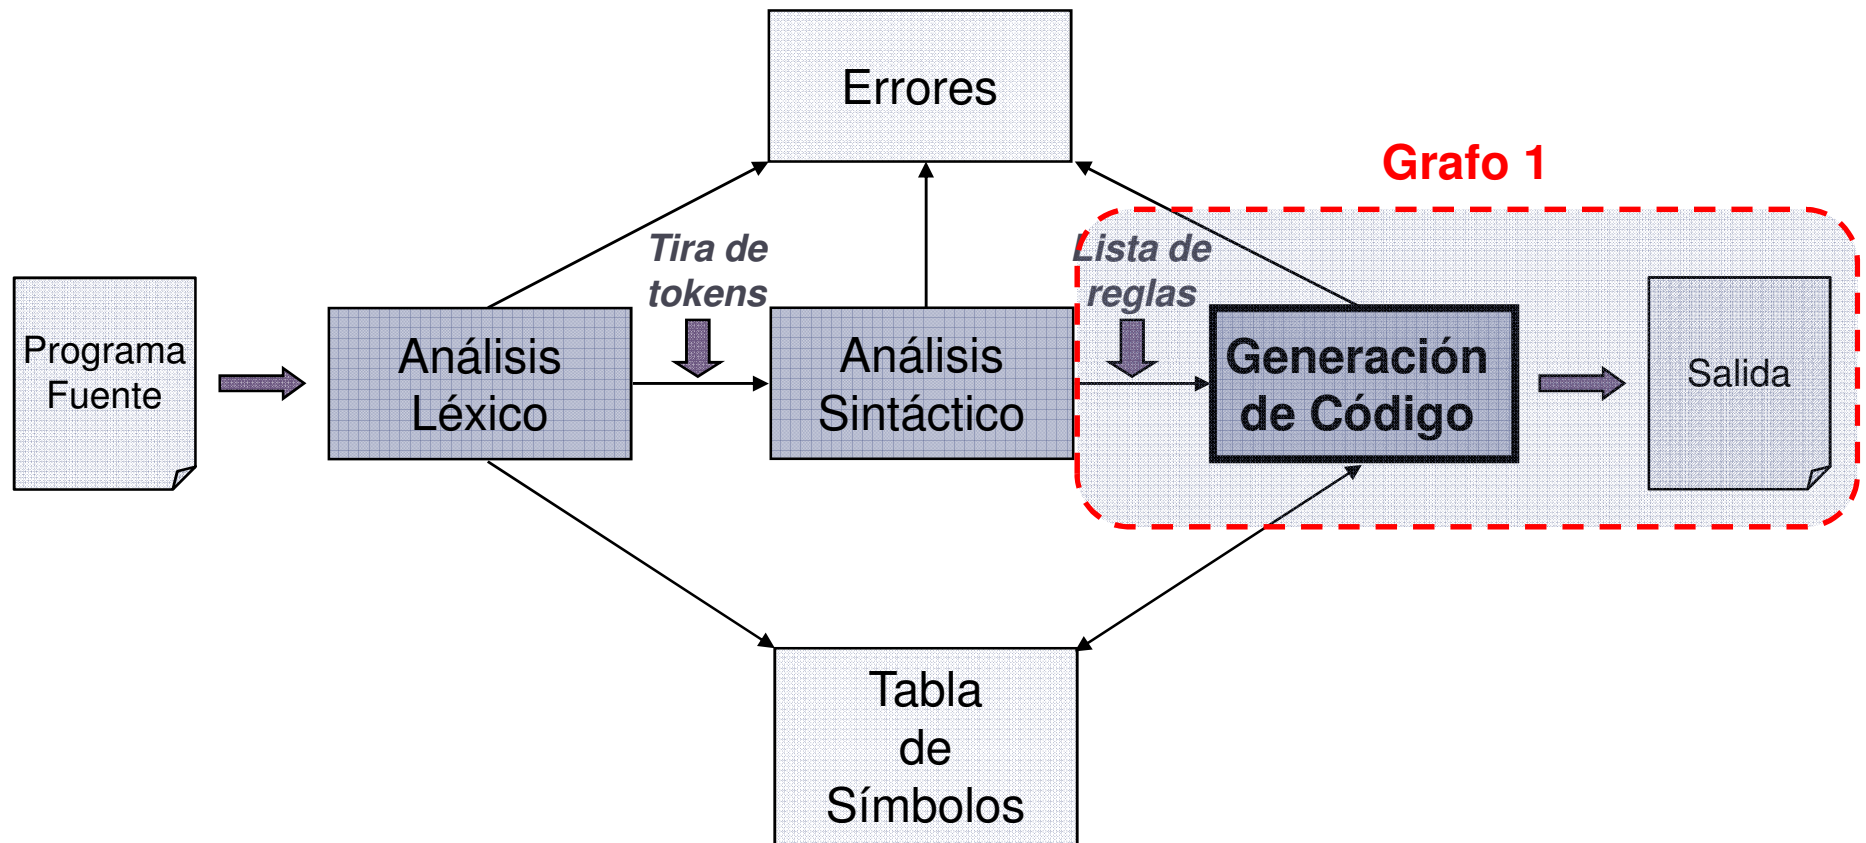 Errores
Grafo 1
Tira de
tokens
Lista de
reglas
Programa
Fuente
Análisis
Léxico
Análisis
Sintáctico
Generación
de Código
Salida
Tabla
de
Símbolos